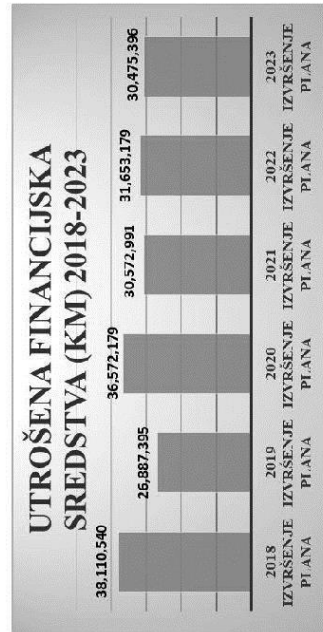 UTROŠENA FINANCIJSKA
SREDSTVA (KM) 2018-2023
38,110,540
26,887,395
36,572,179
30,572,991
31,653,179
30,475,396
2018
IZVRŠENJE
PLANA
2019
IZVRŠENJE
PLANA
2020
IZVRŠENJE
PLANA
2021
IZVRŠENJE
PLANA
2022
IZVRŠENJE
PLANA
2023
IZVRŠENJE
PLANA